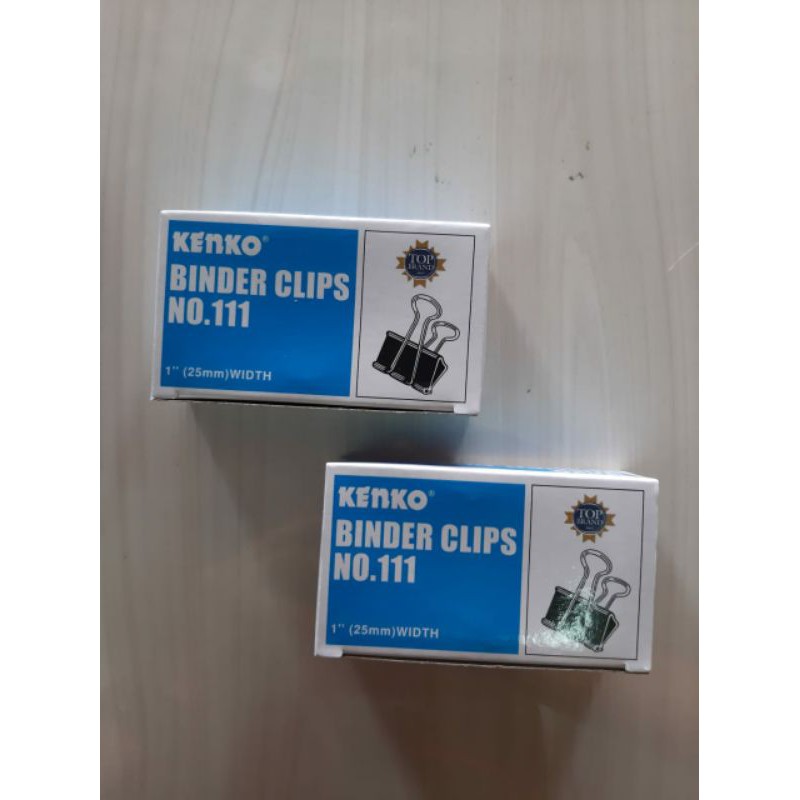 KENKO®
BINDER CLIPS
NO.111
1" (25mm)WIDTH
TOP
BRAND
KENKO®
BINDER CLIPS
NO.111
1" (25mm)WIDTH
TOP
BRAND